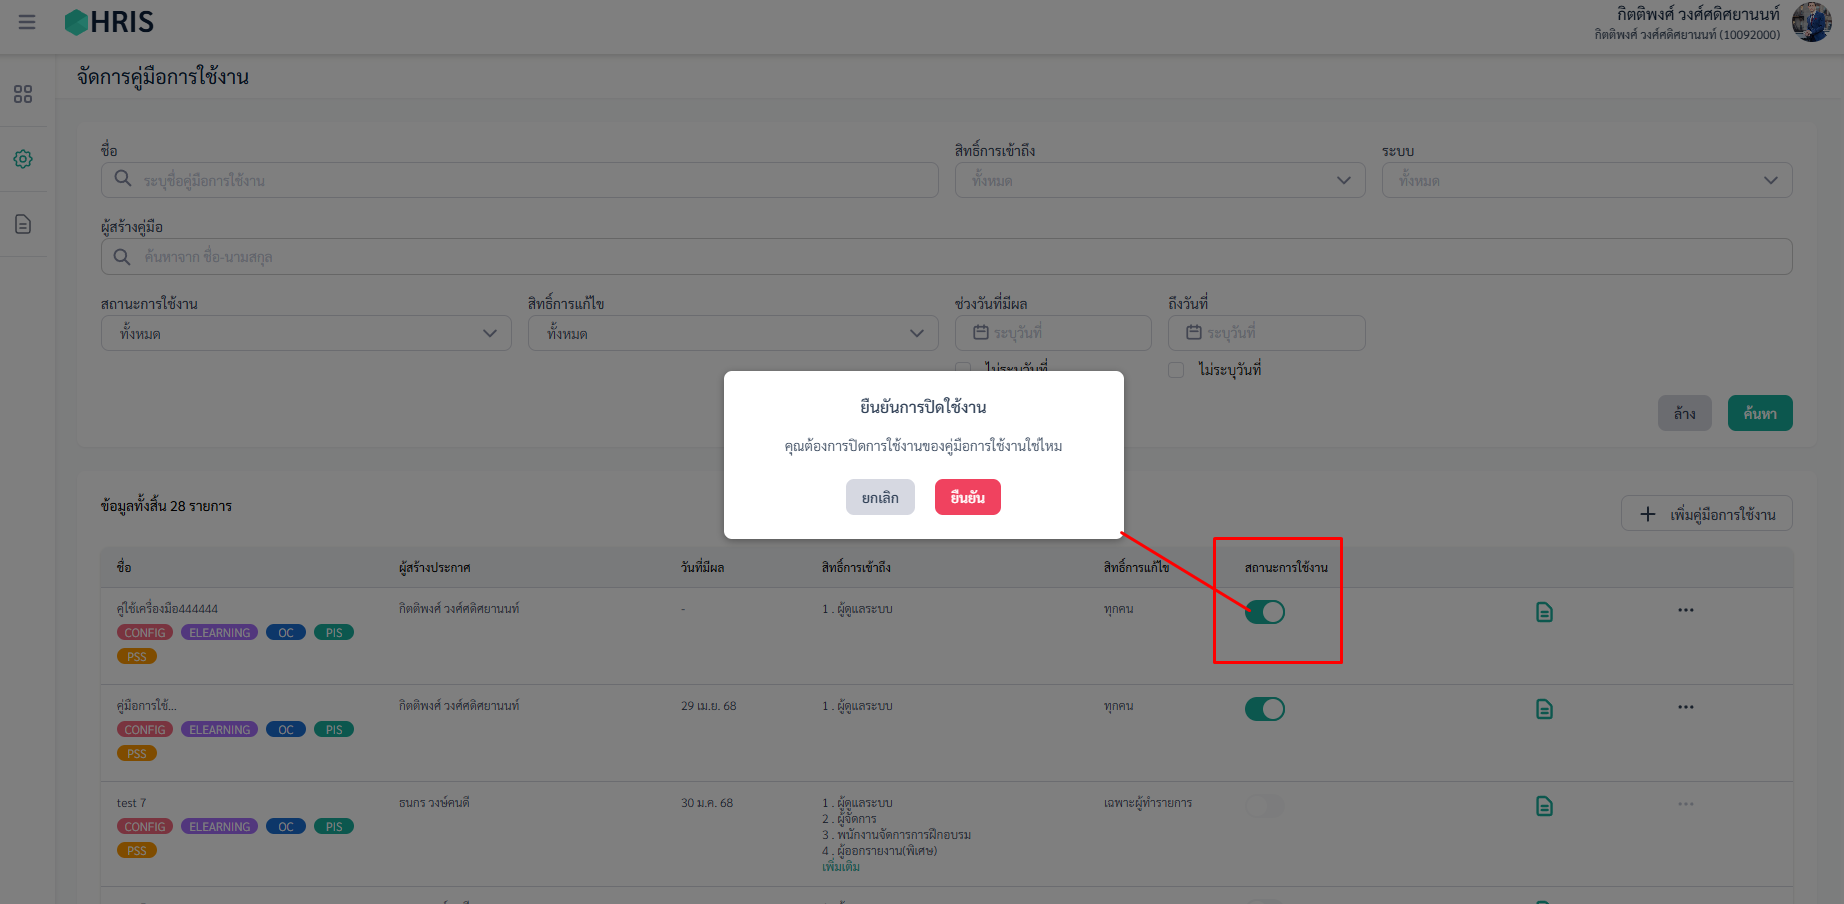 HRIS
กิตติพงศ์ วงศ์ศดิศยานนท์
กิตติพงศ์ วงศ์ศดิศยานนท์ (10092000)
จัดการคู่มือการใช้งาน
ชื่อ
สิทธิ์การเข้าถึง
ระบบ
ระบุชื่อคู่มือการใช้งาน
ทั้งหมด
ทั้งหมด
ผู้สร้างคู่มือ
ค้นหาจาก ชื่อ-นามสกุล
สถานะการใช้งาน
สิทธิ์การแก้ไข
ช่วงวันที่มีผล
ถึงวันที่
ทั้งหมด
ทั้งหมด
ระบุวันที่
ระบุวันที่
ไม่ระบุวันที่
ไม่ระบุวันที่
ล้าง
ค้นหา
ยืนยันการปิดใช้งาน
คุณต้องการปิดการใช้งานของคู่มือการใช้งานใช่ไหม
ยกเลิก
ยืนยัน
ข้อมูลทั้งสิ้น 28 รายการ
เพิ่มคู่มือการใช้งาน
ชื่อ
ผู้สร้างประกาศ
วันที่มีผล
สิทธิ์การเข้าถึง
สิทธิ์การแก้ไข
สถานะการใช้งาน
คู่ใช้เครื่องมือ444444
กิตติพงศ์ วงศ์ศดิศยานนท์
-
1 . ผู้ดูแลระบบ
ทุกคน
CONFIG ELEARNING OC PIS
PSS
คู่มือการใช้...
กิตติพงศ์ วงศ์ศดิศยานนท์
29 เม.ย. 68
1 . ผู้ดูแลระบบ
ทุกคน
CONFIG ELEARNING OC PIS
PSS
test 7
ธนกร วงษ์คนดี
30 ม.ค. 68
1 . ผู้ดูแลระบบ
2 . ผู้จัดการ
3 . พนักงานจัดการการฝึกอบรม
4 . ผู้ออกรายงาน(พิเศษ)
เพิ่มเติม
เฉพาะผู้ทำรายการ
CONFIG ELEARNING OC PIS
PSS